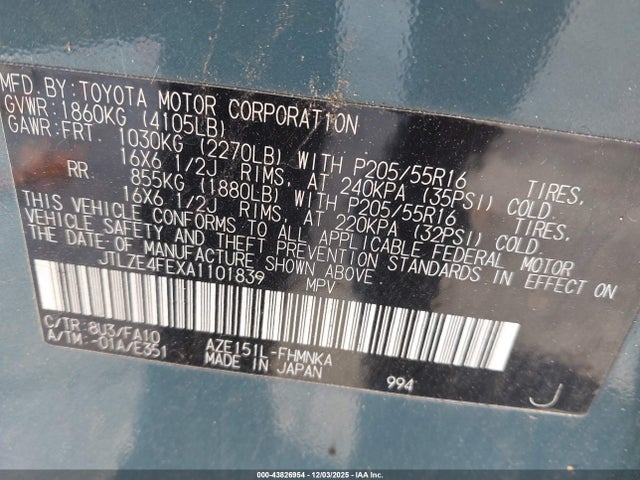 MFD. BY: TOYOTA MOTOR CORPORATION
GVWR: 1860KG (4105LB)
GAWR: FRT 1030KG (2270LB) WITH P205/55R16 TIRES,
16X6 1/2J RIMS, AT 240KPA (35PSI) COLD.
RR 855KG (1880LB) WITH P205/55R16 TIRES,
16X6 1/2J RIMS, AT 220KPA (32PSI) COLD.
THIS VEHICLE CONFORMS TO ALL APPLICABLE FEDERAL MOTOR
VEHICLE SAFETY AND THEFT PREVENTION STANDARDS IN EFFECT ON
THE DATE OF MANUFACTURE SHOWN ABOVE.
JTLZE4FEXA1101839 MPV
C/TR: 8U3/FA10 AZE151L-FHMNKA
A/TM: -01A/E351 MADE IN JAPAN 994 J
000-43826954 | 12/03/2025 - IAAI.com